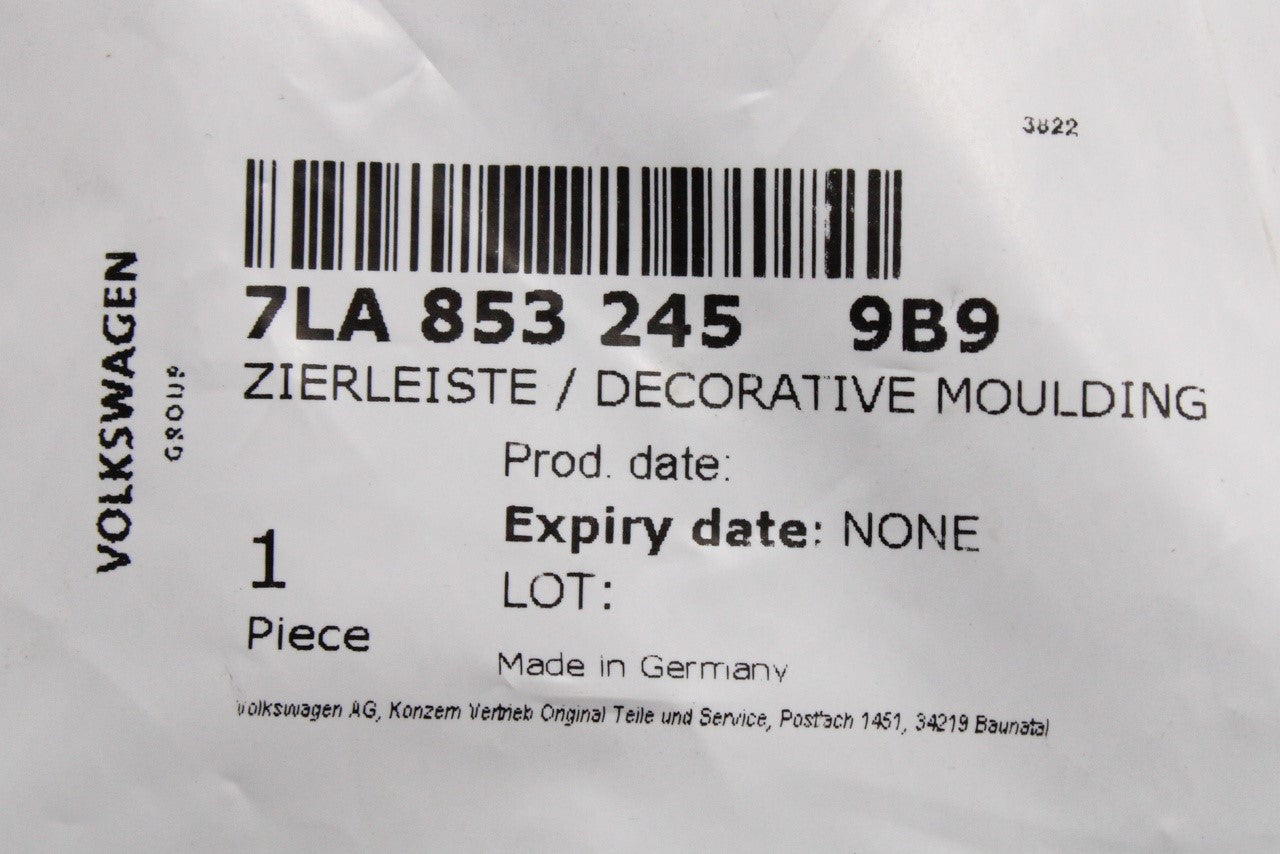 3822
VOLKSWAGEN
GROUP
7LA 853 245 9B9
ZIERLEISTE / DECORATIVE MOULDING
Prod. date:
Expiry date: NONE
1
LOT:
Piece
Made in Germany
Volkswagen AG, Konzern Vertrieb Original Teile und Service, Postfach 1451, 34219 Baunatal